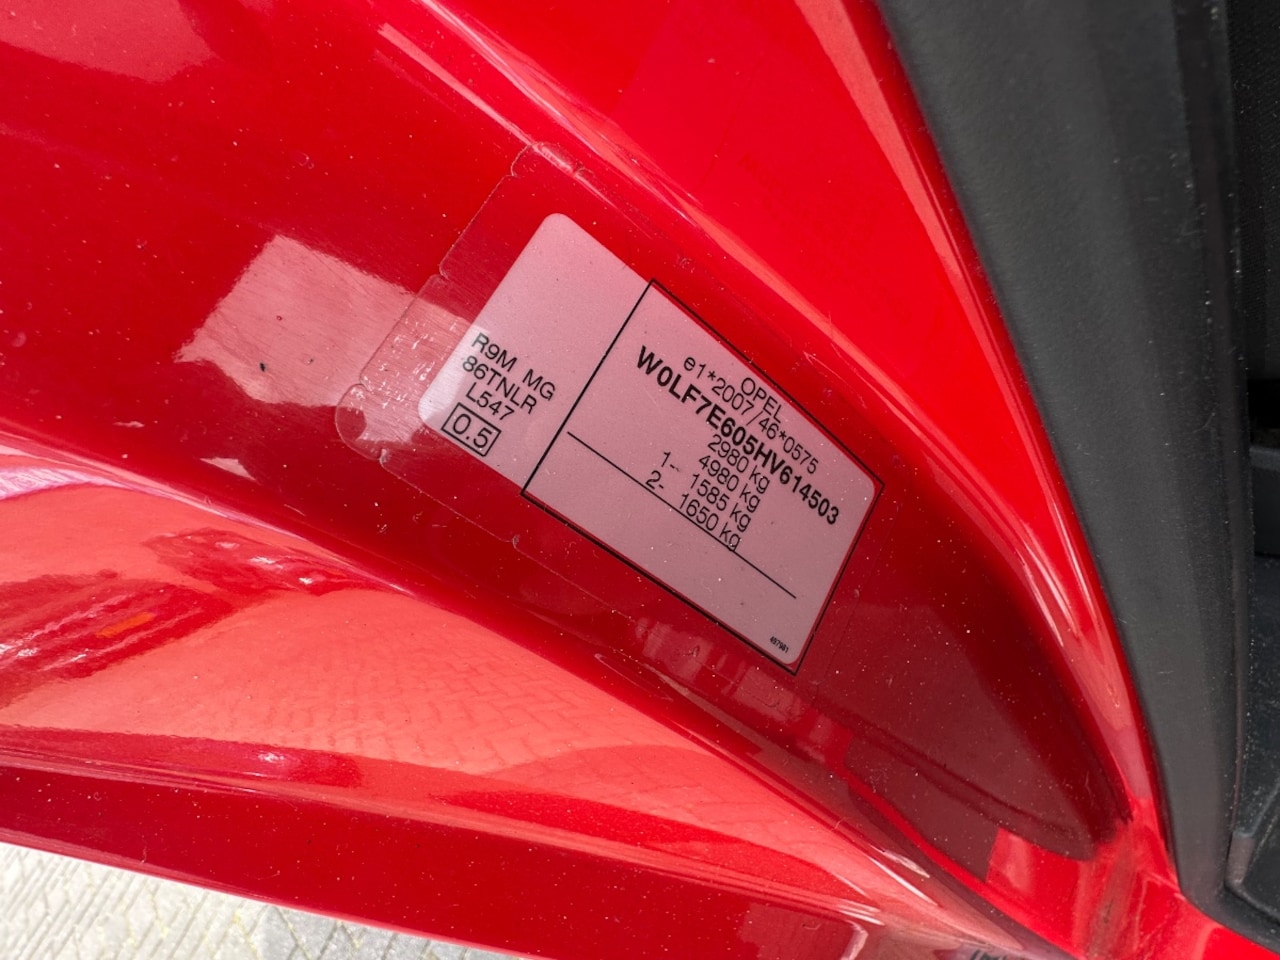 R9M MG
86TNLR
L547
0.5
OPEL
e1*2007/46*0575
W0LF7E605HV614503
2980 kg
4980 kg
1- 1585 kg
2- 1650 kg
497981